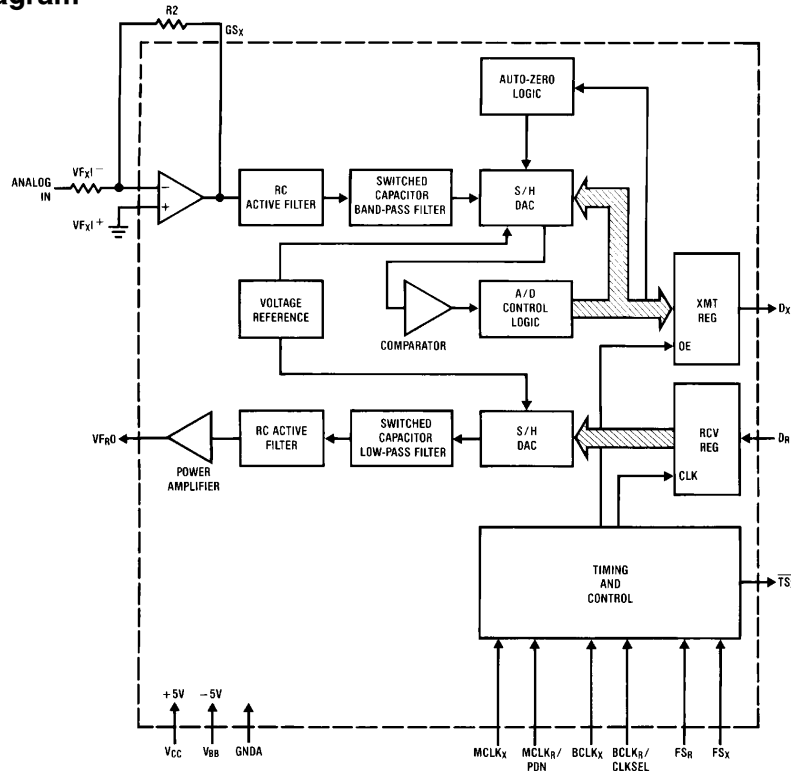 agram
R2
GSX
AUTO-ZERO
LOGIC
VFXI−
ANALOG
IN
−
+
VFXI+
RC
ACTIVE FILTER
SWITCHED
CAPACITOR
BAND-PASS FILTER
S/H
DAC
VOLTAGE
REFERENCE
COMPARATOR
A/D
CONTROL
LOGIC
XMT
REG
OE
DX
VFRO
POWER
AMPLIFIER
RC ACTIVE
FILTER
SWITCHED
CAPACITOR
LOW-PASS FILTER
S/H
DAC
RCV
REG
CLK
DR
TIMING
AND
CONTROL
TS
+5V
−5V
VCC
VBB
GNDA
MCLKX
MCLKR/
PDN
BCLKX
BCLKR/
CLKSEL
FSR
FSX